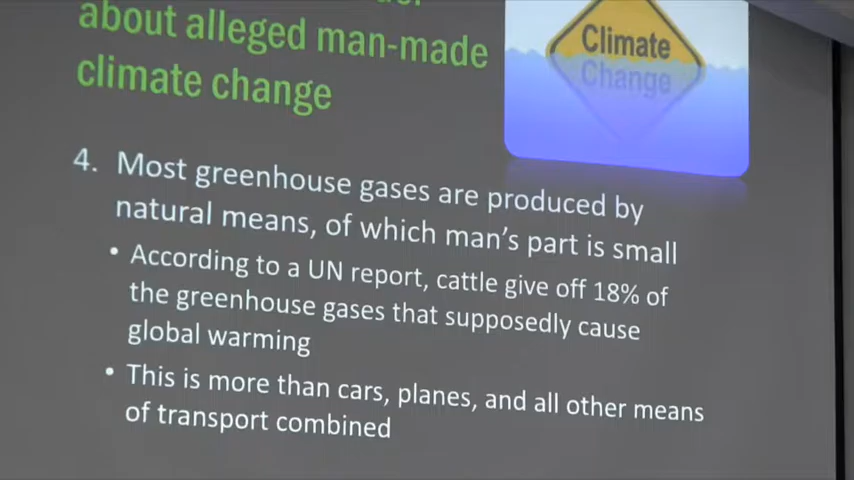 about alleged man-made
climate change
Climate
Change
4. Most greenhouse gases are produced by
natural means, of which man's part is small
• According to a UN report, cattle give off 18% of
the greenhouse gases that supposedly cause
global warming
• This is more than cars, planes, and all other means
of transport combined